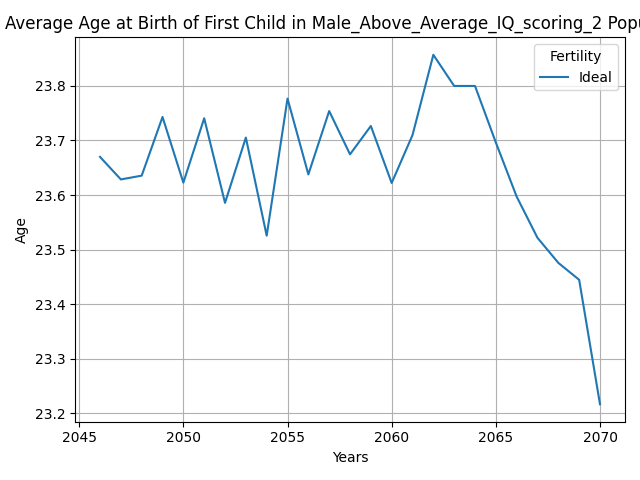 Average Age at Birth of First Child in Male_Above_Average_IQ_scoring_2 Popu
Fertility
Ideal
23.8
23.7
23.6
23.5
23.4
23.3
23.2
Age
2045 2050 2055 2060 2065 2070
Years